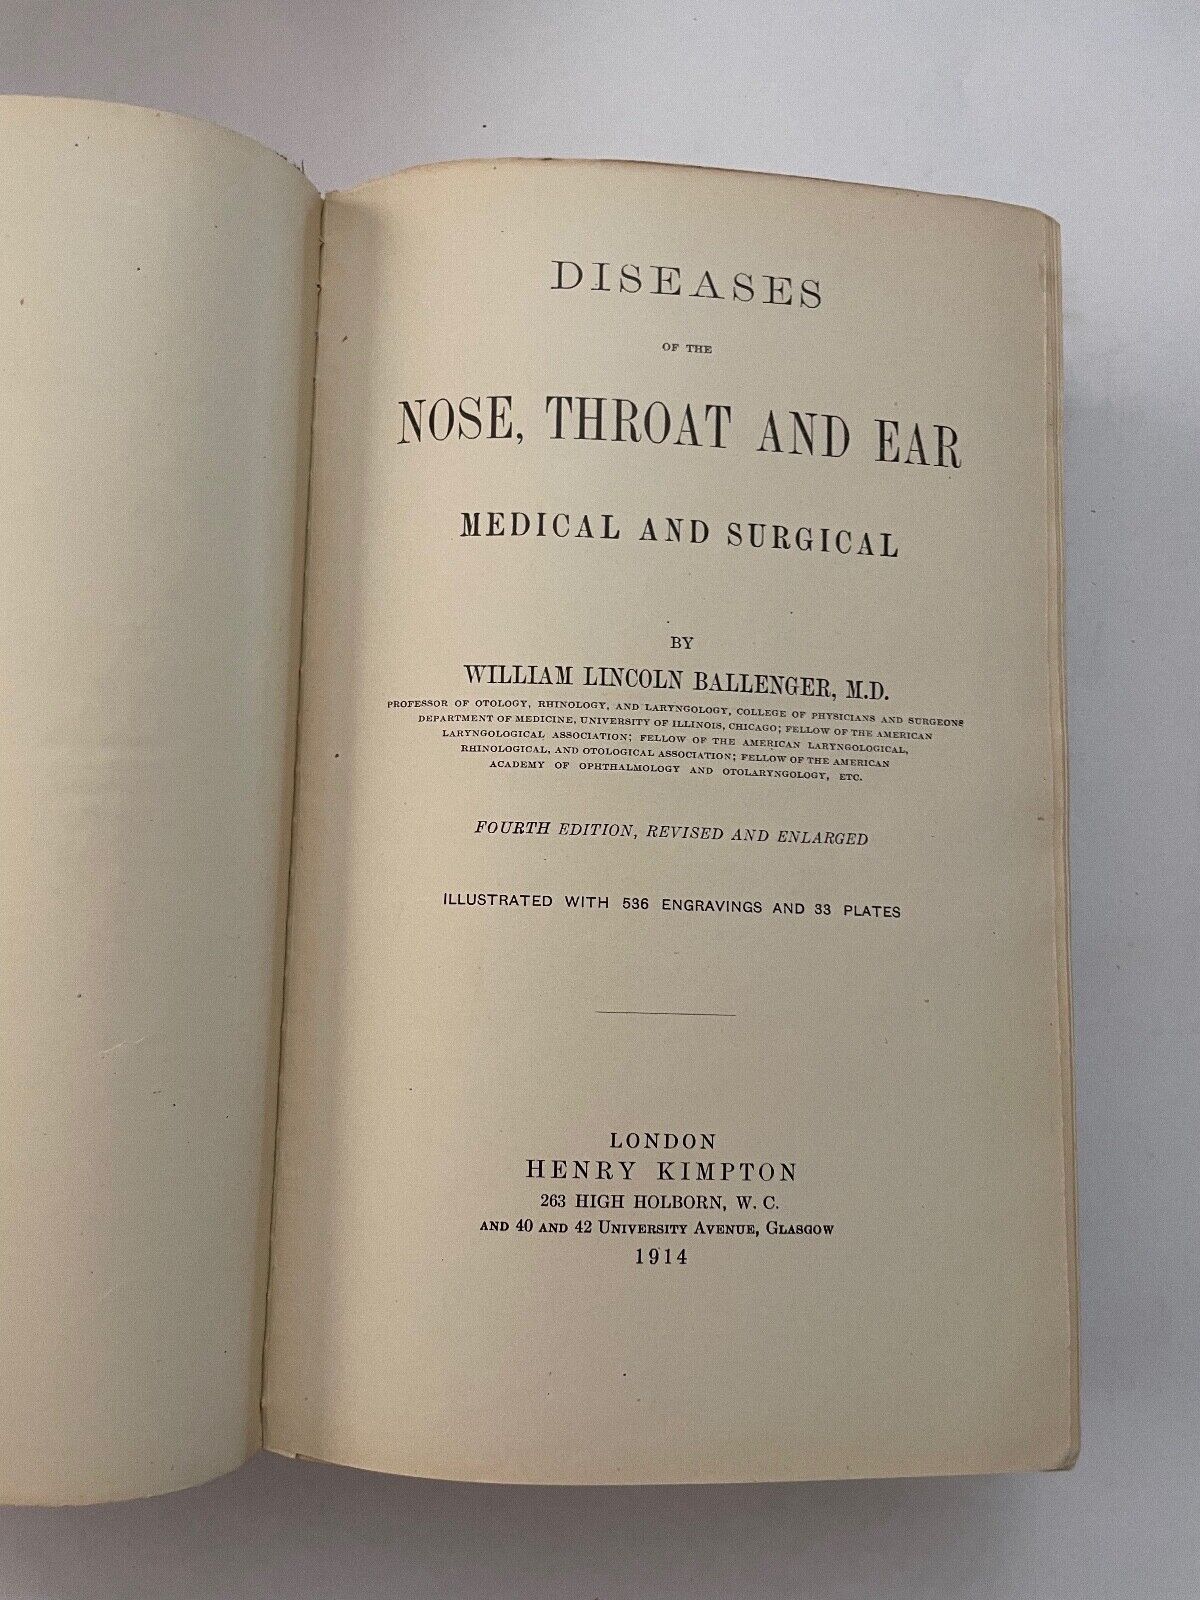 DISEASES
OF THE
NOSE, THROAT AND EAR
MEDICAL AND SURGICAL
BY
WILLIAM LINCOLN BALLENGER, M.D.
PROFESSOR OF OTOLOGY, RHINOLOGY, AND LARYNGOLOGY, COLLEGE OF PHYSICIANS AND SURGEONS
DEPARTMENT OF MEDICINE, UNIVERSITY OF ILLINOIS, CHICAGO; FELLOW OF THE AMERICAN
LARYNGOLOGICAL ASSOCIATION; FELLOW OF THE AMERICAN LARYNGOLOGICAL,
RHINOLOGICAL, AND OTOLOGICAL ASSOCIATION; FELLOW OF THE AMERICAN
ACADEMY OF OPHTHALMOLOGY AND OTOLARYNGOLOGY, ETC.
FOURTH EDITION, REVISED AND ENLARGED
ILLUSTRATED WITH 536 ENGRAVINGS AND 33 PLATES
LONDON
HENRY KIMPTON
263 HIGH HOLBORN, W. C.
AND 40 AND 42 UNIVERSITY AVENUE, GLASGOW
1914